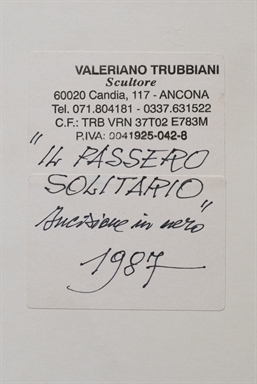 VALERIANO TRUBBIANI
Scultore
60020 Candia, 117 - ANCONA
Tel. 071.804181 - 0337.631522
C.F.: TRB VRN 37T02 E783M
P.IVA: 0041925-042-8
"IL PASSERO
SOLITARIO"
Incisione in nero
1987